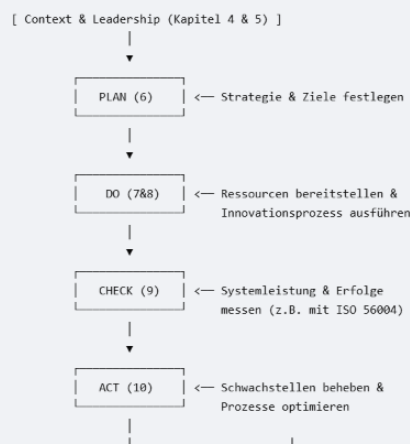 [ Context & Leadership (Kapitel 4 & 5) ]
PLAN (6) <— Strategie & Ziele festlegen
DO (7&8) <— Ressourcen bereitstellen &
Innovationsprozess ausführen
CHECK (9) <— Systemleistung & Erfolge
messen (z.B. mit ISO 56004)
ACT (10) <— Schwachstellen beheben &
Prozesse optimieren